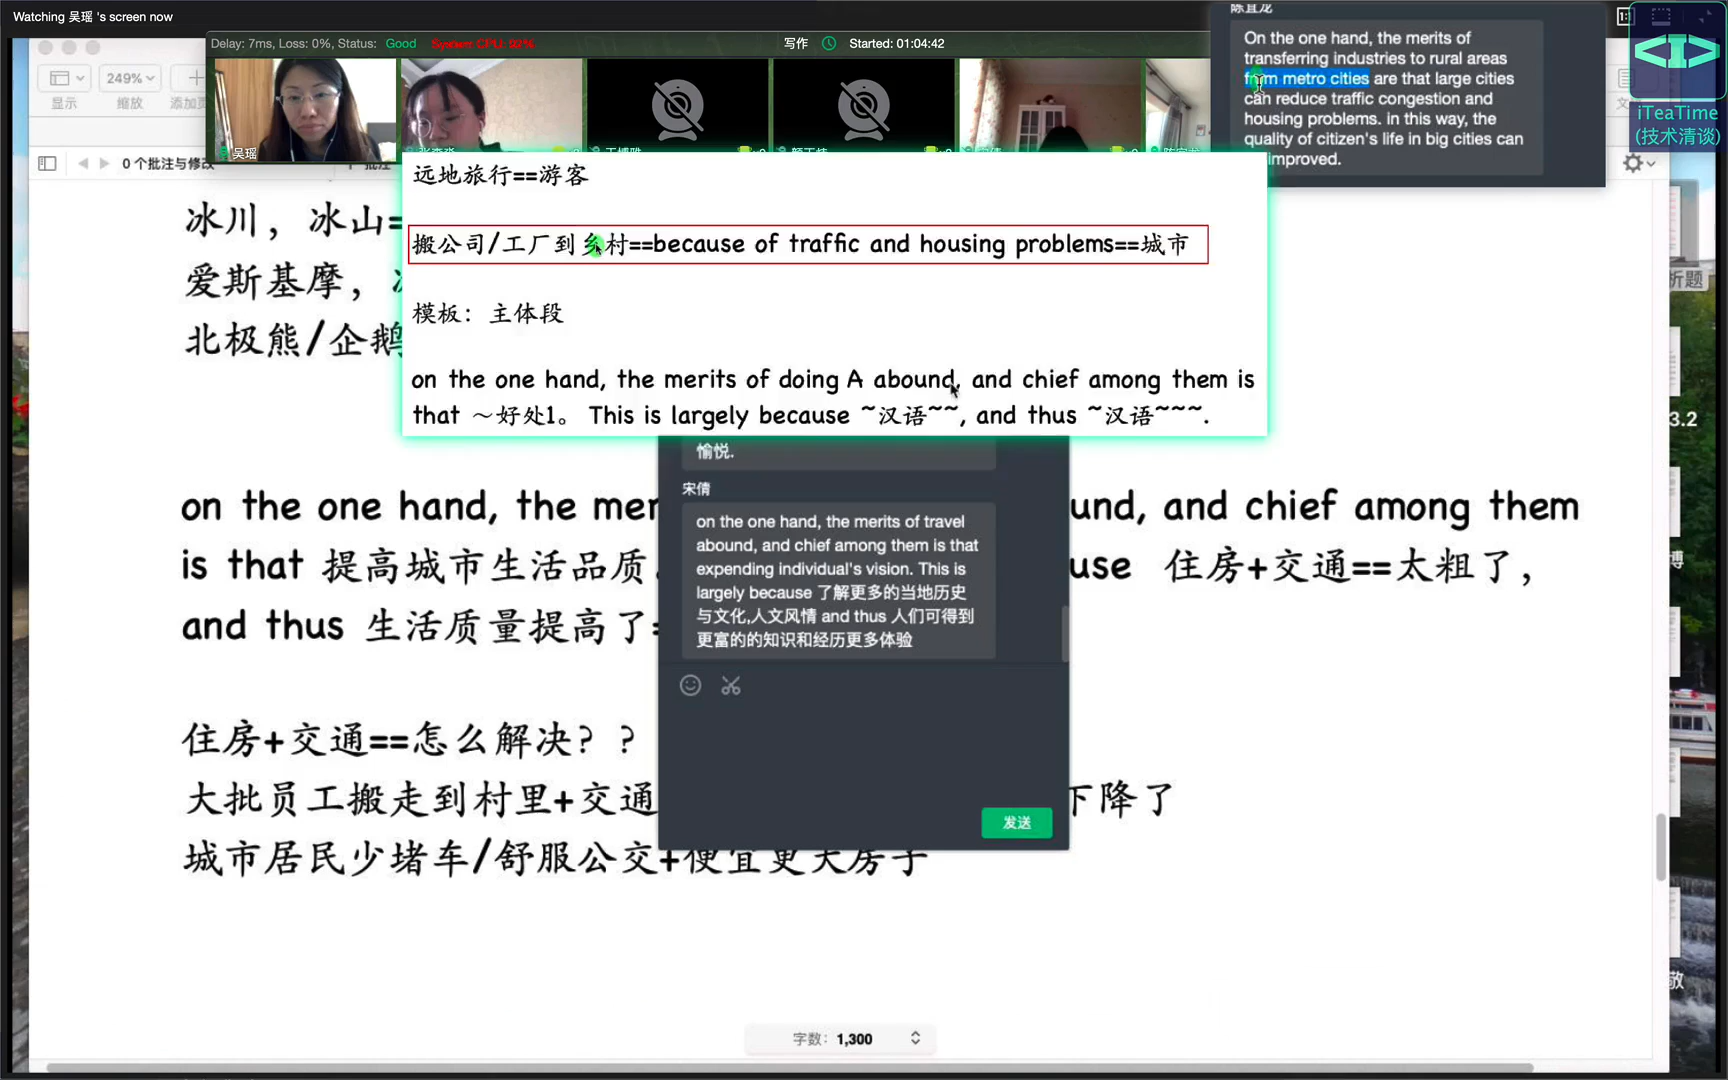 Watching 吴瑶 's screen now
Delay: 7ms, Loss: 0%, Status: Good
System CPU: 92%
写作
Started: 01:04:42
249%
显示
缩放
添加页
0 个批注与修改
吴瑶
陈宜龙
On the one hand, the merits of
transferring industries to rural areas
from metro cities are that large cities
can reduce traffic congestion and
housing problems. in this way, the
quality of citizen's life in big cities can
improved.
iTeaTime
(技术清谈)
远地旅行==游客
搬公司/工厂到乡村==because of traffic and housing problems==城市
模板：主体段
on the one hand, the merits of doing A abound, and chief among them is
that ～好处1。 This is largely because ~汉语~~, and thus ~汉语~~~.
冰川，冰山=
爱斯基摩，
北极熊/企鹅
on the one hand, the mer
und, and chief among them
is that 提高城市生活品质.
use 住房+交通==太粗了，
and thus 生活质量提高了=
住房+交通==怎么解决？？
大批员工搬走到村里+交通
下降了
城市居民少堵车/舒服公交+便宜更大房子
愉悦.
宋倩
on the one hand, the merits of travel
abound, and chief among them is that
expending individual's vision. This is
largely because 了解更多的当地历史
与文化,人文风情 and thus 人们可得到
更富的的知识和经历更多体验
发送
字数： 1,300
折题
3.2
博
敬